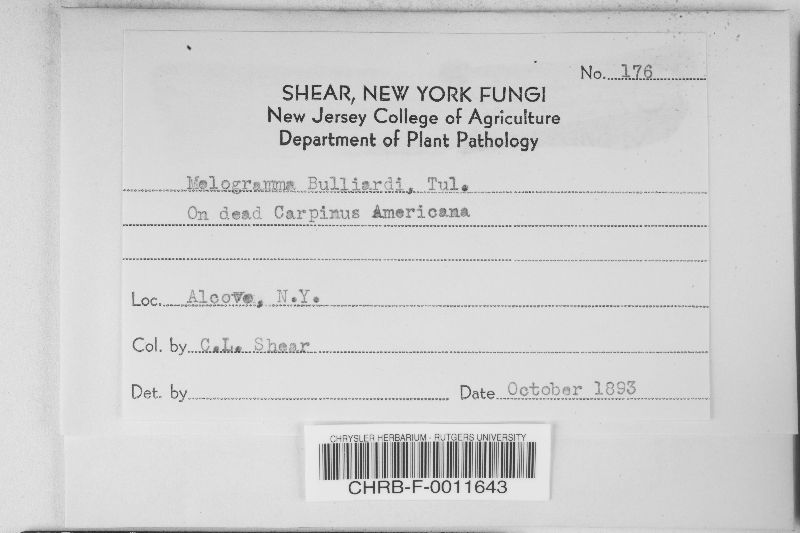 No. 176
SHEAR, NEW YORK FUNGI
New Jersey College of Agriculture
Department of Plant Pathology
Melogramma Bulliardi, Tul.
On dead Carpinus Americana
Loc. Alcove, N.Y.
Col. by C.L. Shear
Det. by
Date October 1893
CHRYSLER HERBARIUM - RUTGERS UNIVERSITY
CHRB-F-0011643